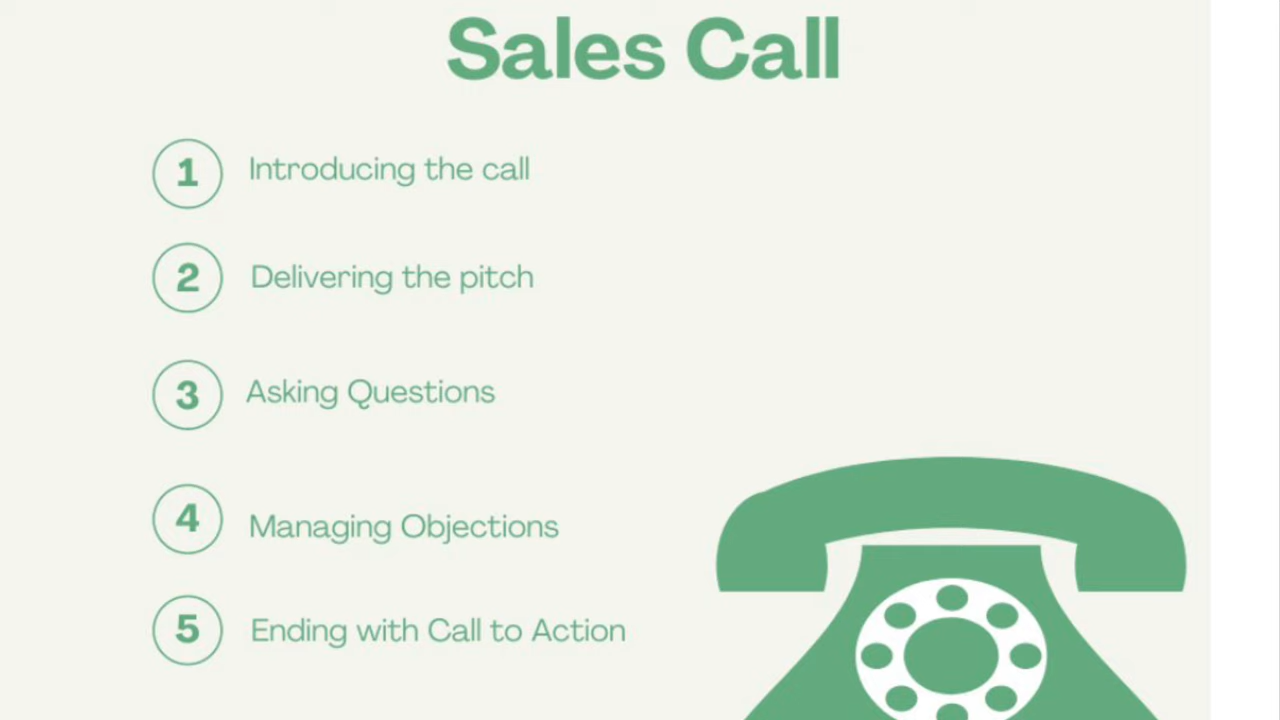 Sales Call
1 Introducing the call
2 Delivering the pitch
3 Asking Questions
4 Managing Objections
5 Ending with Call to Action